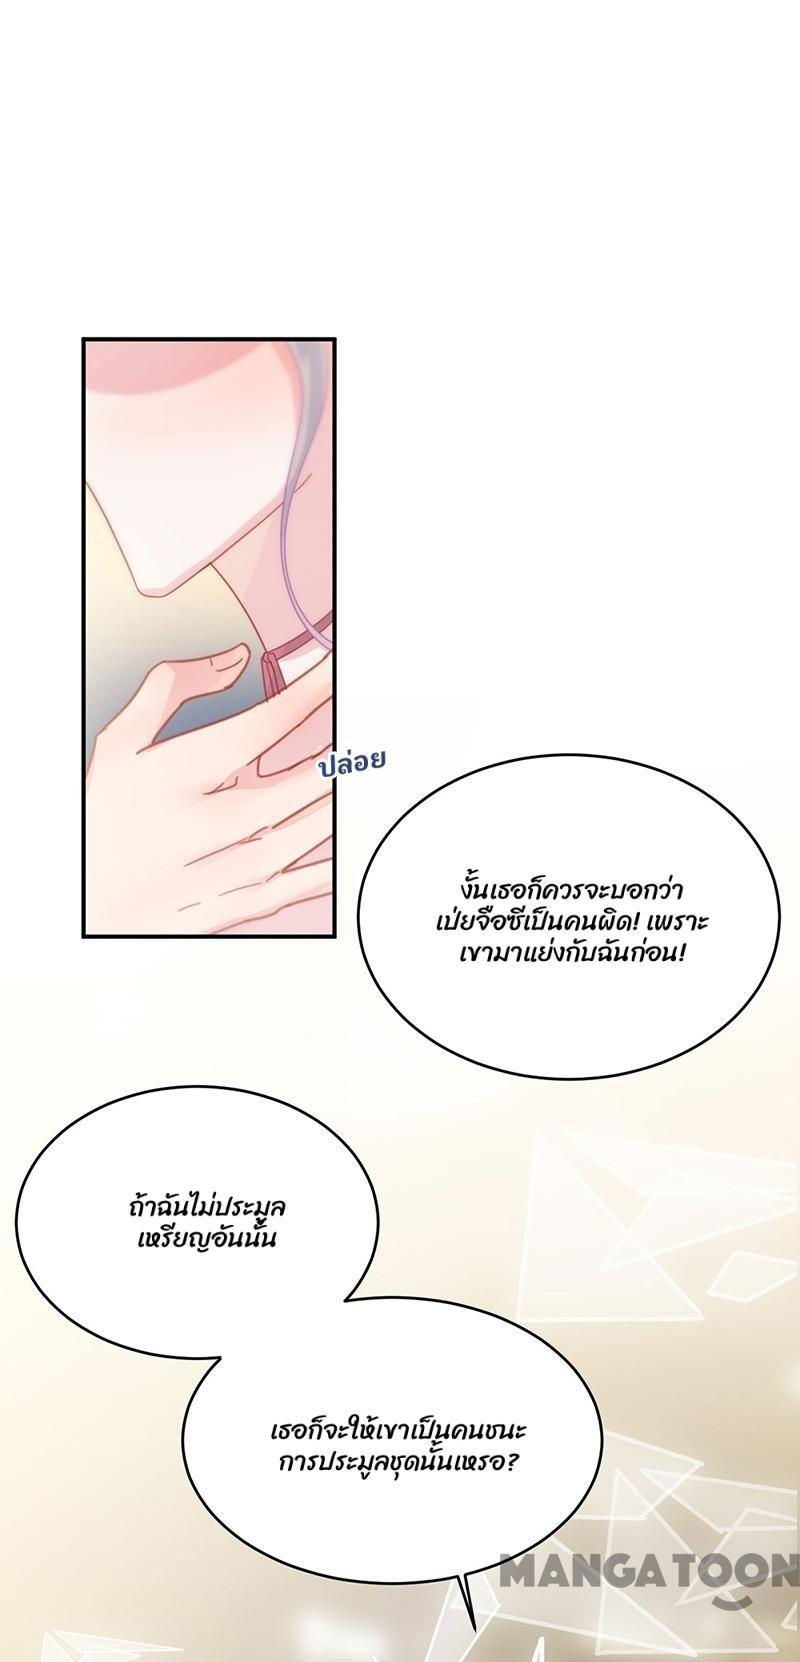 ปล่อย
งั้นเธอก็ควรจะบอกว่า
เป่ยจือซีเป็นคนผิด! เพราะ
เขามาแย่งกับฉันก่อน!
ถ้าฉันไม่ประมูล
เหรียญอันนั้น
เธอก็จะให้เขาเป็นคนชนะ
การประมูลชุดนั้นเหรอ?
MANGATOON